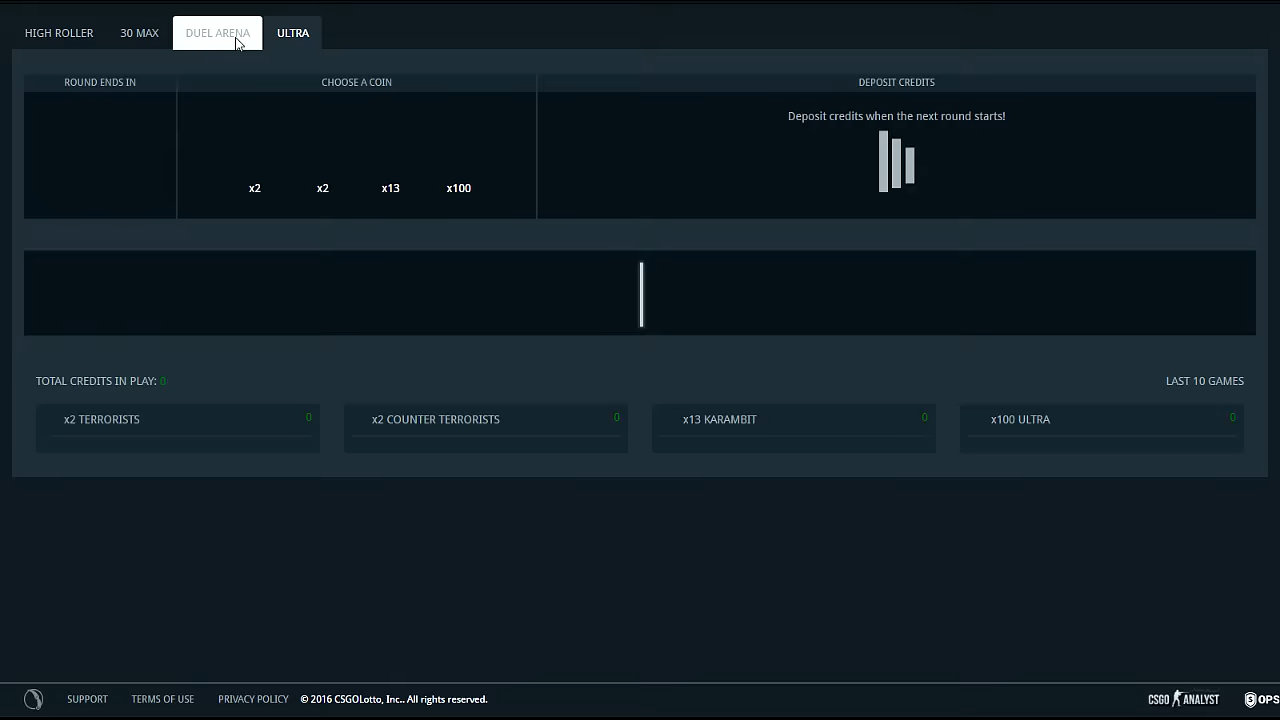 HIGH ROLLER 30 MAX DUEL ARENA ULTRA
ROUND ENDS IN CHOOSE A COIN DEPOSIT CREDITS
Deposit credits when the next round starts!
x2 x2 x13 x100
TOTAL CREDITS IN PLAY: 0 LAST 10 GAMES
x2 TERRORISTS 0 x2 COUNTER TERRORISTS 0 x13 KARAMBIT 0 x100 ULTRA 0
SUPPORT TERMS OF USE PRIVACY POLICY © 2016 CSGOLotto, Inc.. All rights reserved. CSGO ANALYST OPS